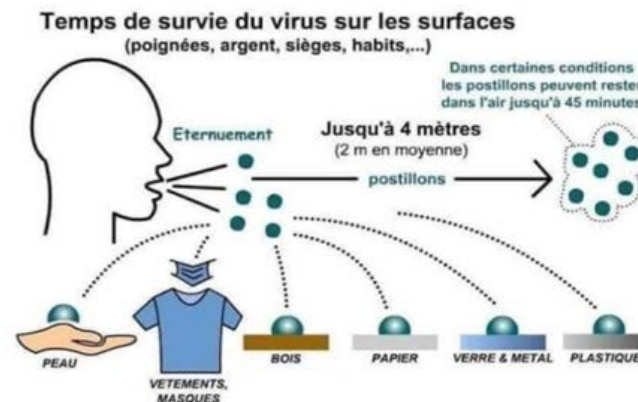 Temps de survie du virus sur les surfaces
(poignées, argent, sièges, habits,...)
Dans certaines conditions
les postillons peuvent rester
dans l'air jusqu'à 45 minutes
Eternuement
Jusqu'à 4 mètres
(2 m en moyenne)
postillons
PEAU
VETEMENTS,
MASQUES
BOIS
PAPIER
VERRE & METAL
PLASTIQUE